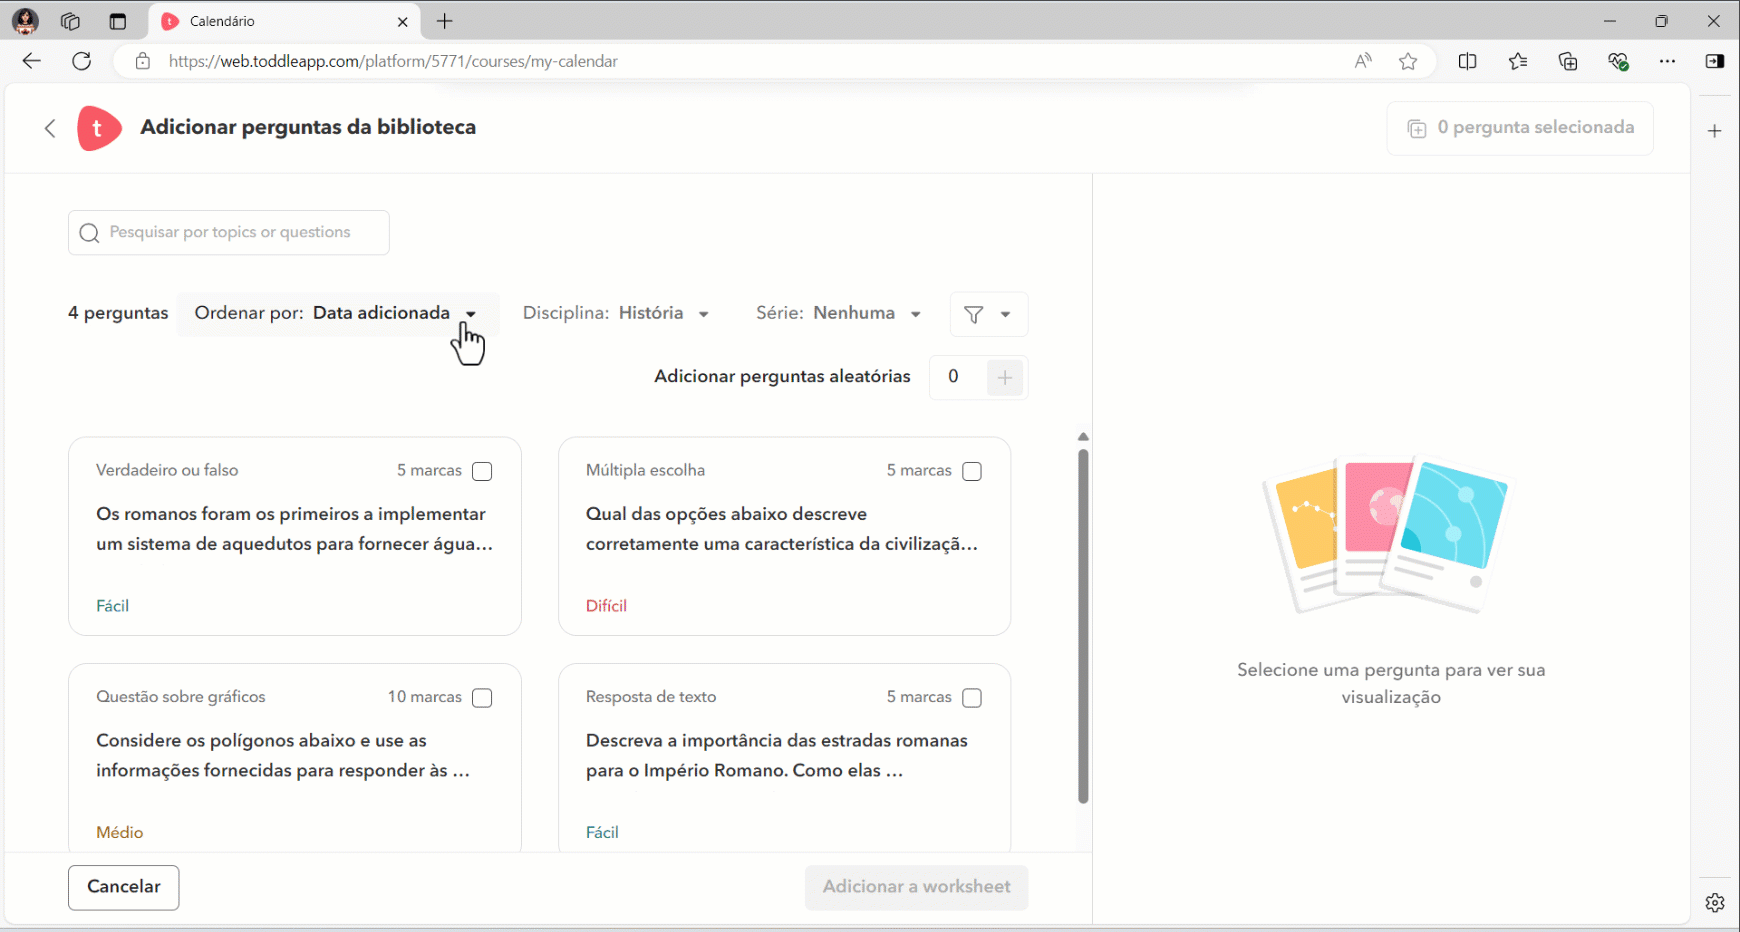 Calendário
https://web.toddleapp.com/platform/5771/courses/my-calendar
t Adicionar perguntas da biblioteca
0 pergunta selecionada
Pesquisar por topics or questions
4 perguntas Ordenar por: Data adicionada Disciplina: História Série: Nenhuma
Adicionar perguntas aleatórias 0
Verdadeiro ou falso 5 marcas
Os romanos foram os primeiros a implementar
um sistema de aquedutos para fornecer água...
Fácil
Múltipla escolha 5 marcas
Qual das opções abaixo descreve
corretamente uma característica da civilizaçã...
Difícil
Questão sobre gráficos 10 marcas
Considere os polígonos abaixo e use as
informações fornecidas para responder às ...
Médio
Resposta de texto 5 marcas
Descreva a importância das estradas romanas
para o Império Romano. Como elas ...
Fácil
Selecione uma pergunta para ver sua
visualização
Cancelar
Adicionar a worksheet